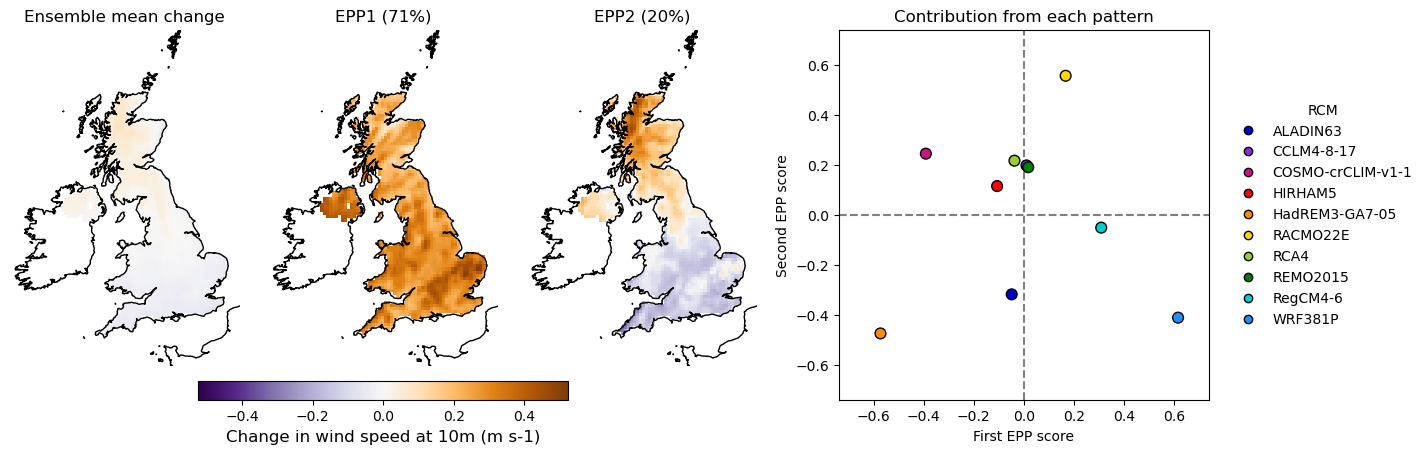 Ensemble mean change
EPP1 (71%)
EPP2 (20%)
Contribution from each pattern
0.6
0.4
0.2
0.0
−0.2
−0.4
−0.6
Second EPP score
−0.6
−0.4
−0.2
0.0
0.2
0.4
0.6
First EPP score
RCM
ALADIN63
CCLM4-8-17
COSMO-crCLIM-v1-1
HIRHAM5
HadREM3-GA7-05
RACMO22E
RCA4
REMO2015
RegCM4-6
WRF381P
−0.4
−0.2
0.0
0.2
0.4
Change in wind speed at 10m (m s-1)